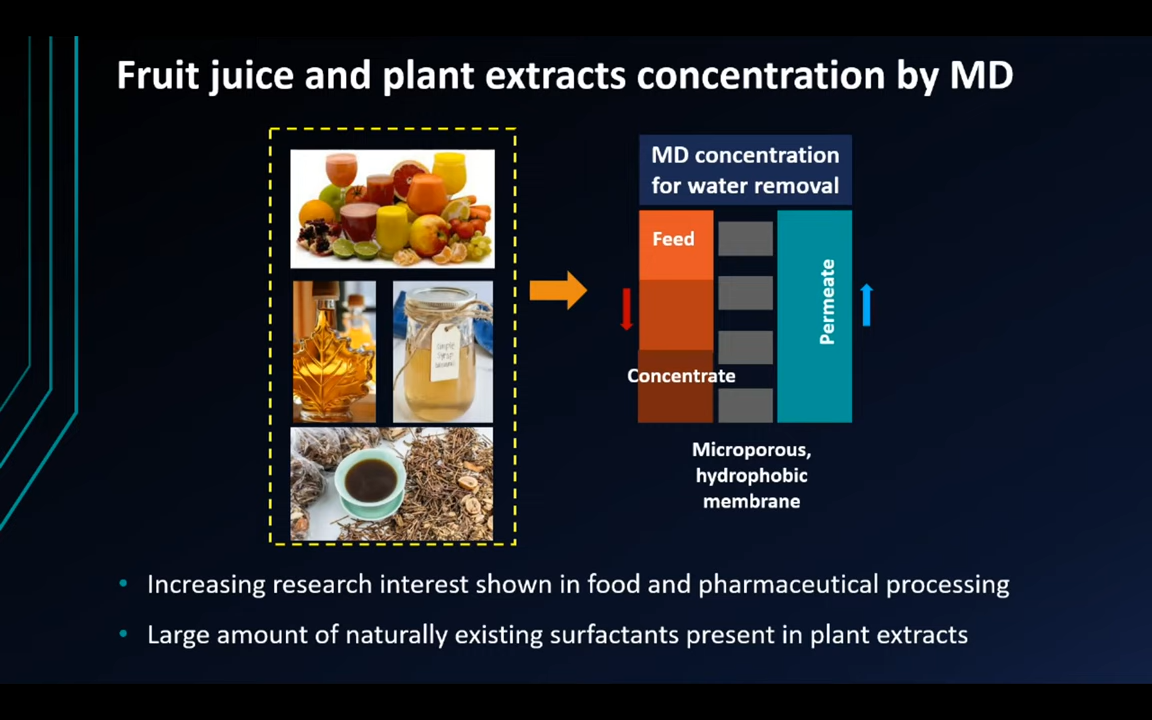 Fruit juice and plant extracts concentration by MD
MD concentration
for water removal
Feed
Permeate
Concentrate
Microporous,
hydrophobic
membrane
• Increasing research interest shown in food and pharmaceutical processing
• Large amount of naturally existing surfactants present in plant extracts